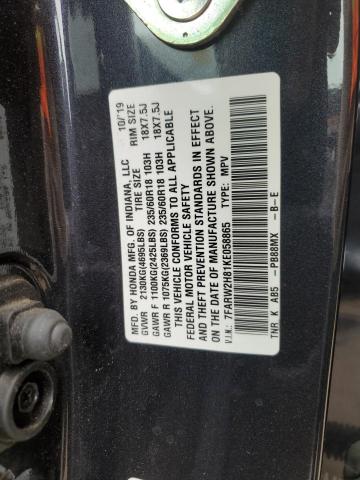 MFD. BY HONDA MFG. OF INDIANA, LLC 10/'19
TIRE SIZE RIM SIZE
GVWR 2130KG(4695LBS)
GAWR F 1100KG(2425LBS) 235/60R18 103H 18X7.5J
GAWR R 1075KG(2369LBS) 235/60R18 103H 18X7.5J
THIS VEHICLE CONFORMS TO ALL APPLICABLE
FEDERAL MOTOR VEHICLE SAFETY STANDARDS IN EFFECT
AND THEFT PREVENTION STANDARDS
ON THE DATE OF MANUFACTURE SHOWN ABOVE.
V.I.N.: 7FARW2H81KE058865 TYPE: MPV
TNR K AB5 -PB88MX -B-E